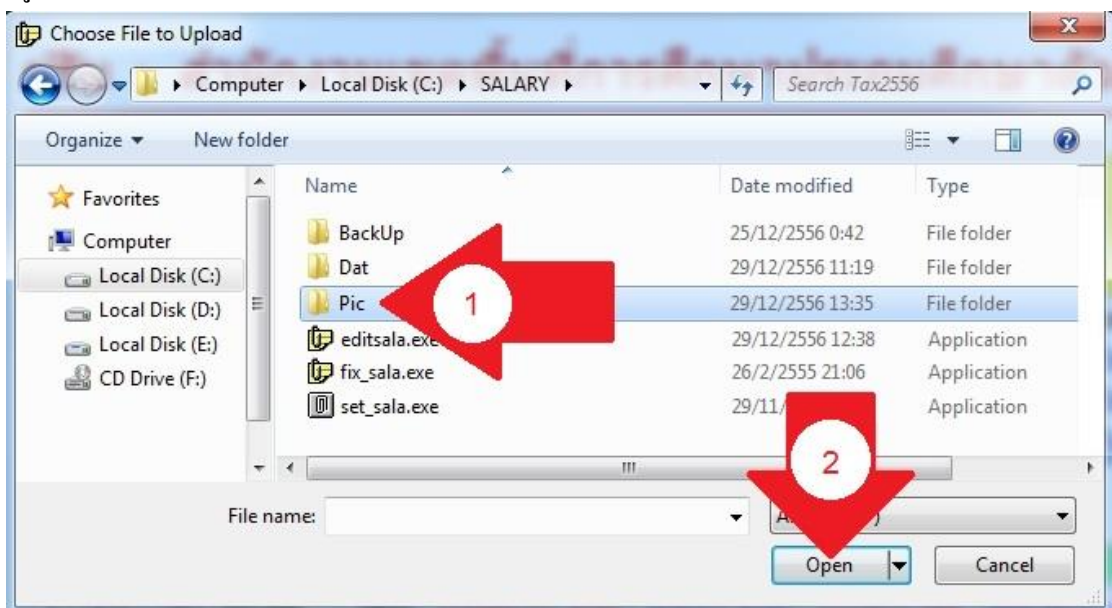 Choose File to Upload
Computer ▸ Local Disk (C:) ▸ SALARY ▸
Search Tax2556
Organize ▾ New folder
Favorites
Computer
Local Disk (C:)
Local Disk (D:)
Local Disk (E:)
CD Drive (F:)
Name Date modified Type
BackUp 25/12/2556 0:42 File folder
Dat 29/12/2556 11:19 File folder
Pic 29/12/2556 13:35 File folder
1
editsala.exe 29/12/2556 12:38 Application
fix_sala.exe 26/2/2555 21:06 Application
set_sala.exe 29/11/ Application
2
File name:
Open Cancel